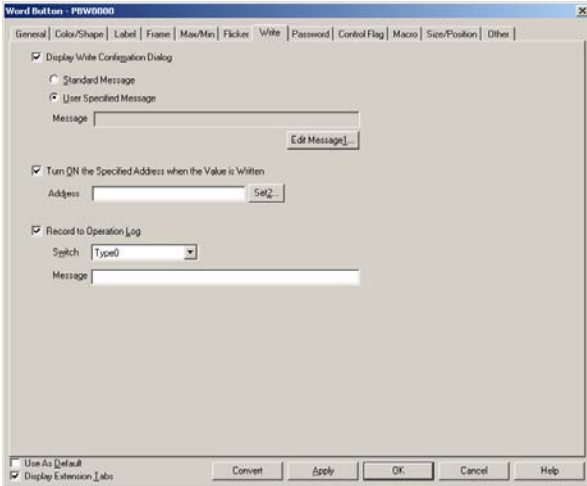 Word Button - PBW0000
General Color/Shape Label Frame Max/Min Flicker Write Password Control Flag Macro Size/Position Other
Display Write Confirmation Dialog
Standard Message
User Specified Message
Message
Edit Message1...
Turn ON the Specified Address when the Value is Written
Address Set2...
Record to Operation Log
Switch Type0
Message
Use As Default
Display Extension Tabs
Convert Apply OK Cancel Help